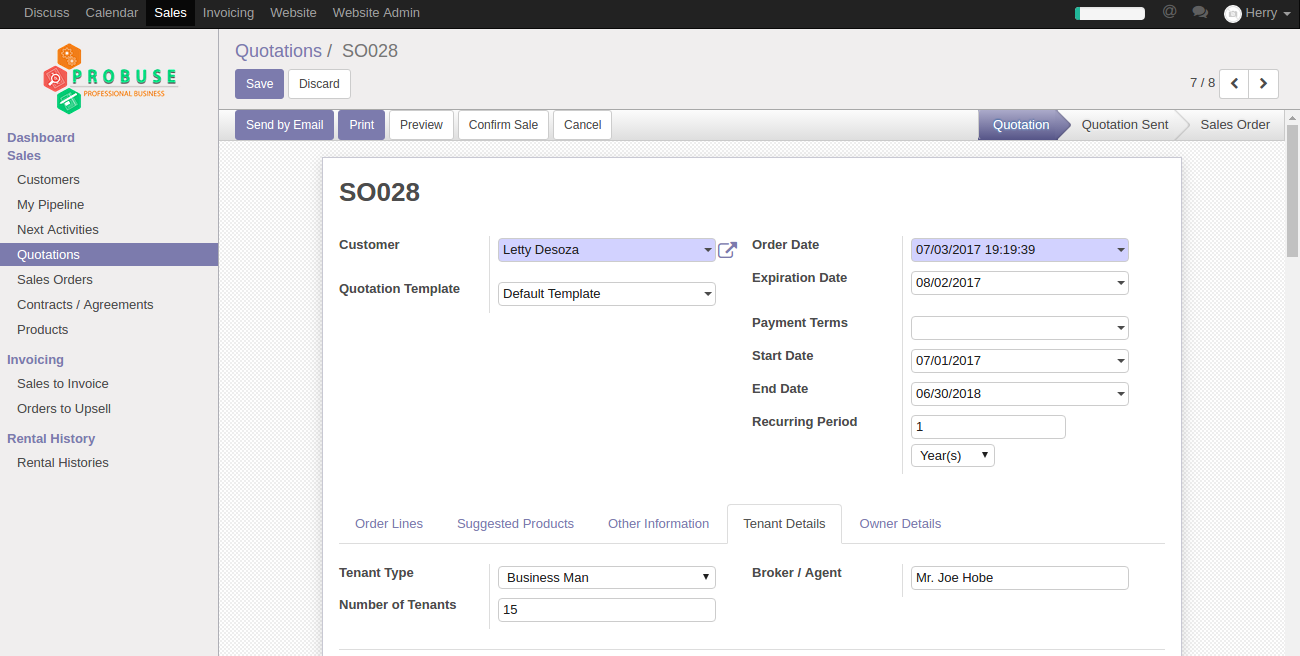 Discuss Calendar Sales Invoicing Website Website Admin @ Herry
PROBUSE
PROFESSIONAL BUSINESS
Dashboard
Sales
Customers
My Pipeline
Next Activities
Quotations
Sales Orders
Contracts / Agreements
Products
Invoicing
Sales to Invoice
Orders to Upsell
Rental History
Rental Histories
Quotations / SO028
Save Discard 7 / 8
Send by Email Print Preview Confirm Sale Cancel Quotation Quotation Sent Sales Order
SO028
Customer Letty Desoza
Quotation Template Default Template
Order Date 07/03/2017 19:19:39
Expiration Date 08/02/2017
Payment Terms
Start Date 07/01/2017
End Date 06/30/2018
Recurring Period 1
Year(s)
Order Lines Suggested Products Other Information Tenant Details Owner Details
Tenant Type Business Man
Number of Tenants 15
Broker / Agent Mr. Joe Hobe